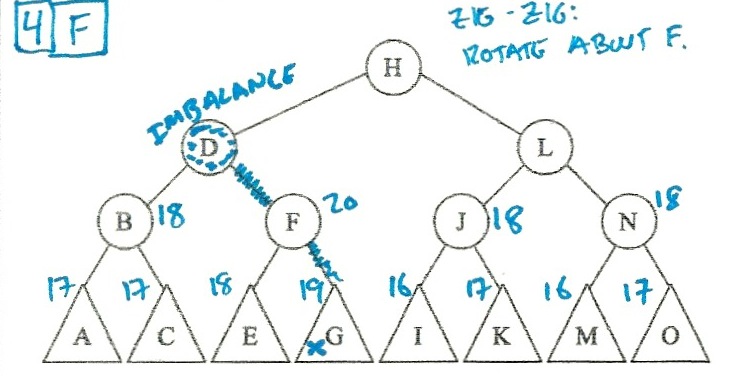 4 F
ZIG-ZIG:
ROTATE ABOUT F.
IMBALANCE
H
D L
B 18 F 20 J 18 N 18
17 17 18 19 16 17 16 17
A C E x G I K M O